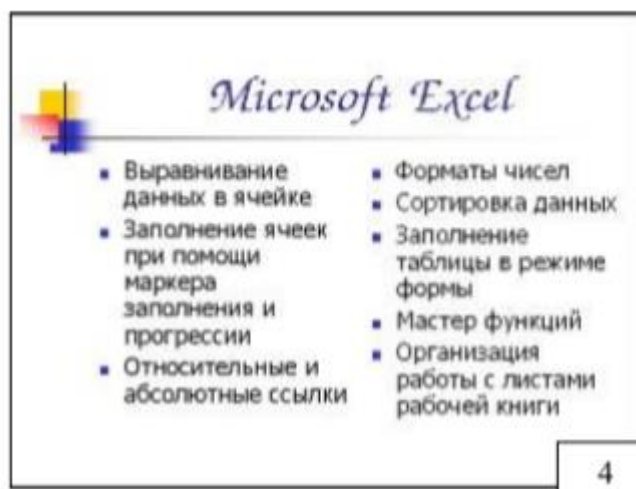 Microsoft Excel
Выравнивание
данных в ячейке
Заполнение ячеек
при помощи
маркера
заполнения и
прогрессии
Относительные и
абсолютные ссылки
Форматы чисел
Сортировка данных
Заполнение
таблицы в режиме
формы
Мастер функций
Организация
работы с листами
рабочей книги
4